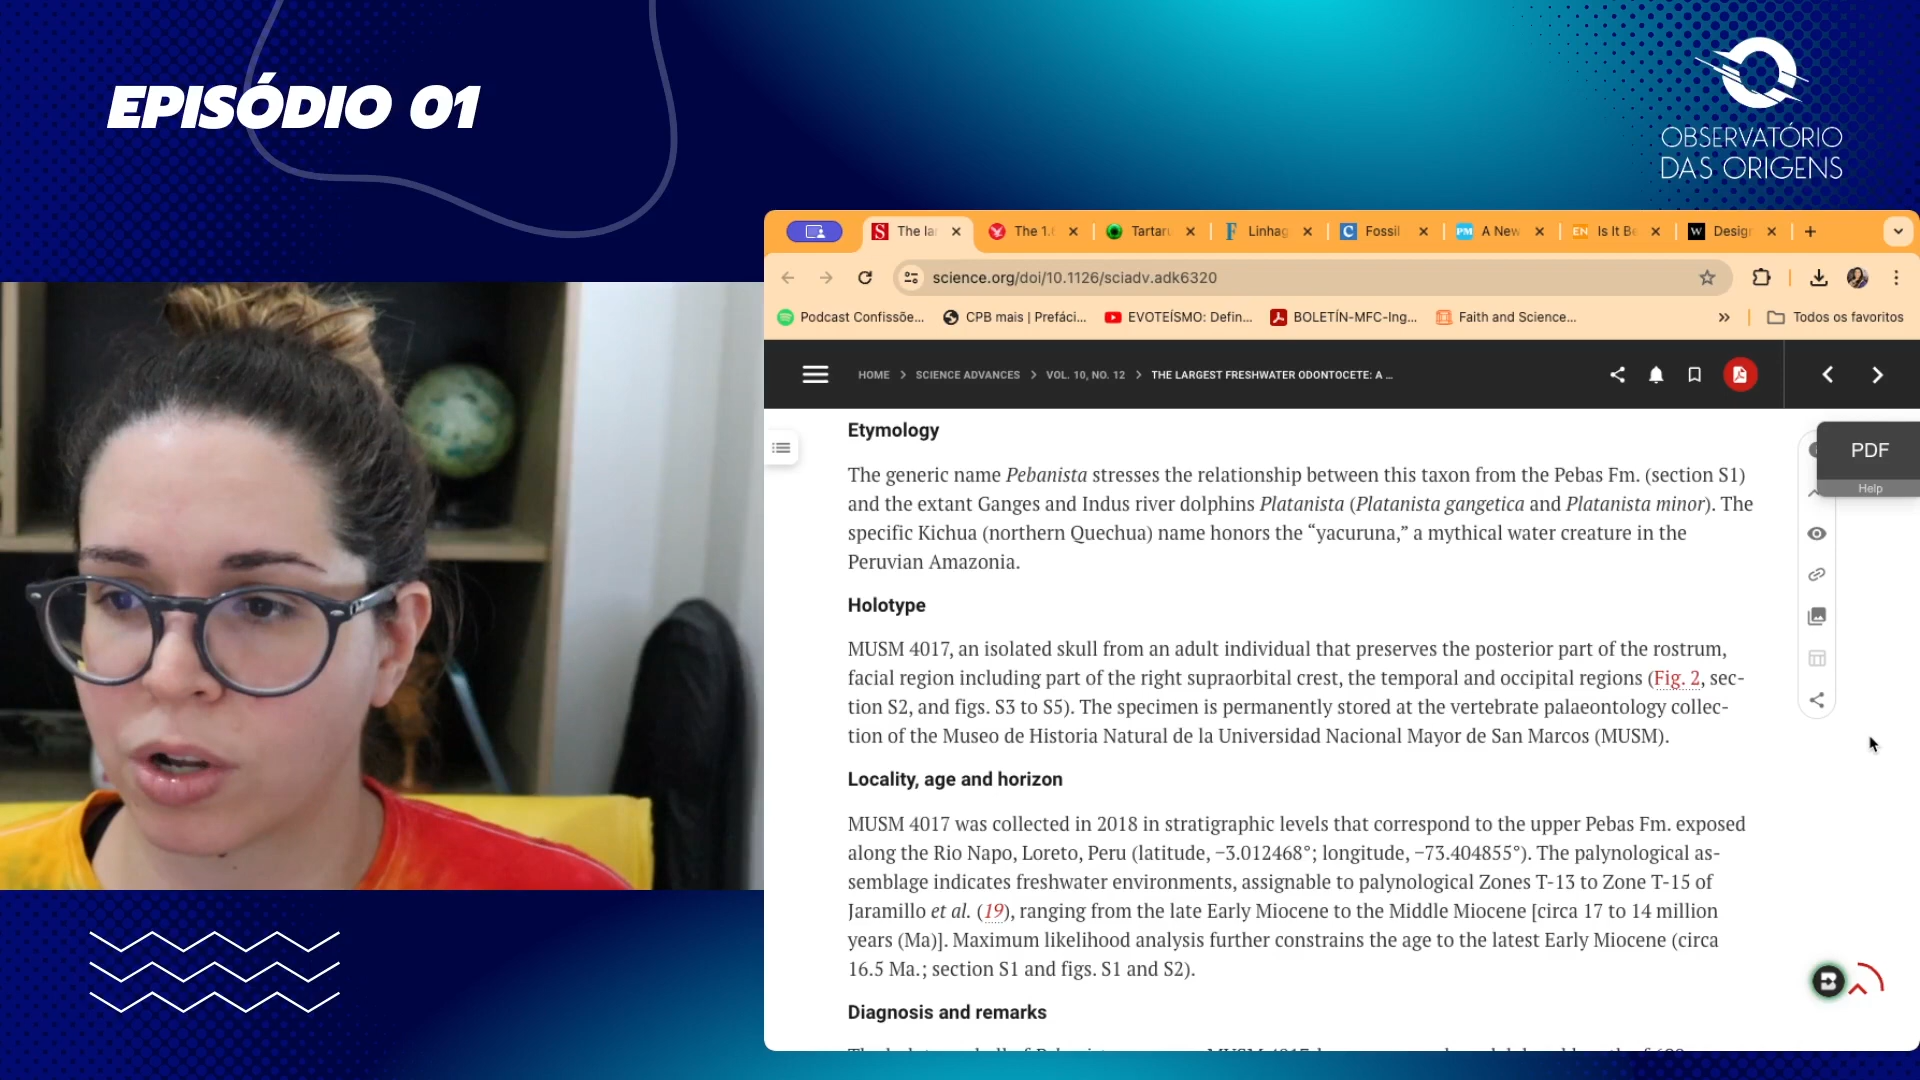 EPISÓDIO 01
OBSERVATÓRIO
DAS ORIGENS
The la
The 1.
Tartar
Linhag
Fossil
A New
Is It B
Design
science.org/doi/10.1126/sciadv.adk6320
Podcast Confissõe...
CPB mais | Prefáci...
EVOTEÍSMO: Defin...
BOLETÍN-MFC-Ing...
Faith and Science...
Todos os favoritos
HOME > SCIENCE ADVANCES > VOL. 10, NO. 12 > THE LARGEST FRESHWATER ODONTOCETE: A ...
PDF
Help
Etymology
The generic name Pebanista stresses the relationship between this taxon from the Pebas Fm. (section S1)
and the extant Ganges and Indus river dolphins Platanista (Platanista gangetica and Platanista minor). The
specific Kichua (northern Quechua) name honors the “yacuruna,” a mythical water creature in the
Peruvian Amazonia.
Holotype
MUSM 4017, an isolated skull from an adult individual that preserves the posterior part of the rostrum,
facial region including part of the right supraorbital crest, the temporal and occipital regions (Fig. 2, sec-
tion S2, and figs. S3 to S5). The specimen is permanently stored at the vertebrate palaeontology collec-
tion of the Museo de Historia Natural de la Universidad Nacional Mayor de San Marcos (MUSM).
Locality, age and horizon
MUSM 4017 was collected in 2018 in stratigraphic levels that correspond to the upper Pebas Fm. exposed
along the Rio Napo, Loreto, Peru (latitude, −3.012468°; longitude, −73.404855°). The palynological as-
semblage indicates freshwater environments, assignable to palynological Zones T-13 to Zone T-15 of
Jaramillo et al. (19), ranging from the late Early Miocene to the Middle Miocene [circa 17 to 14 million
years (Ma)]. Maximum likelihood analysis further constrains the age to the latest Early Miocene (circa
16.5 Ma.; section S1 and figs. S1 and S2).
Diagnosis and remarks